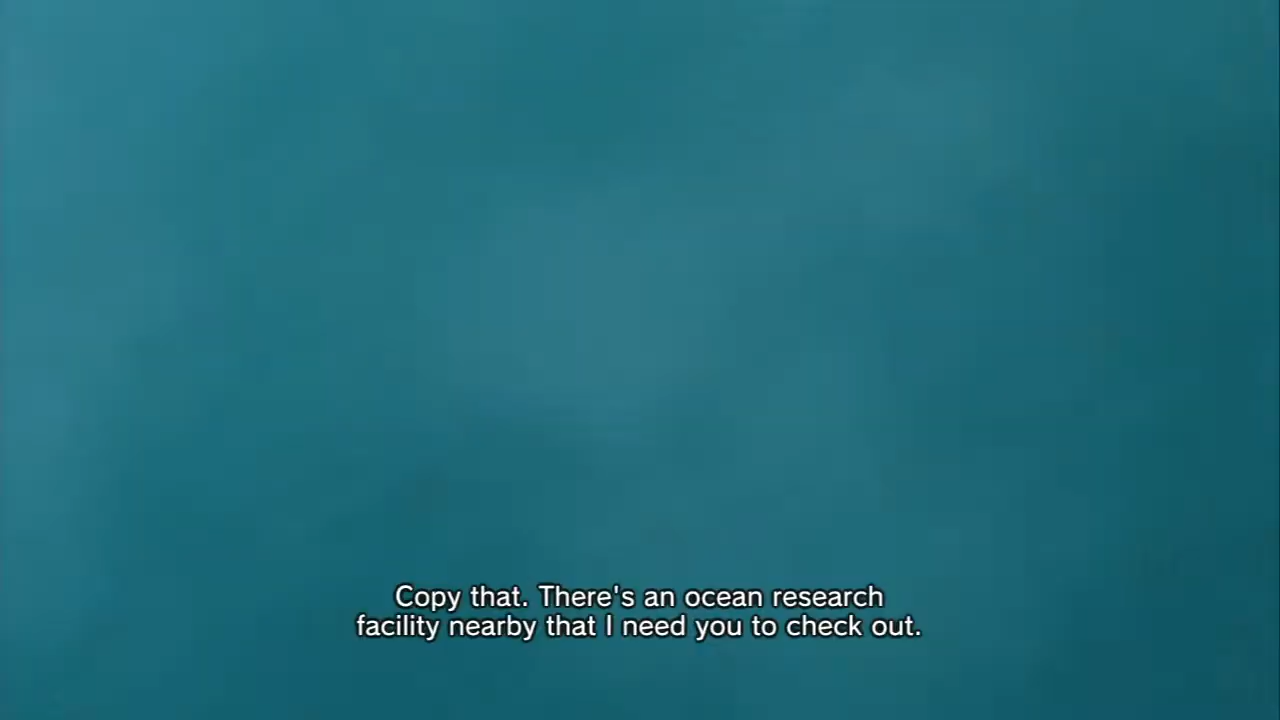 Copy that. There's an ocean research
facility nearby that I need you to check out.